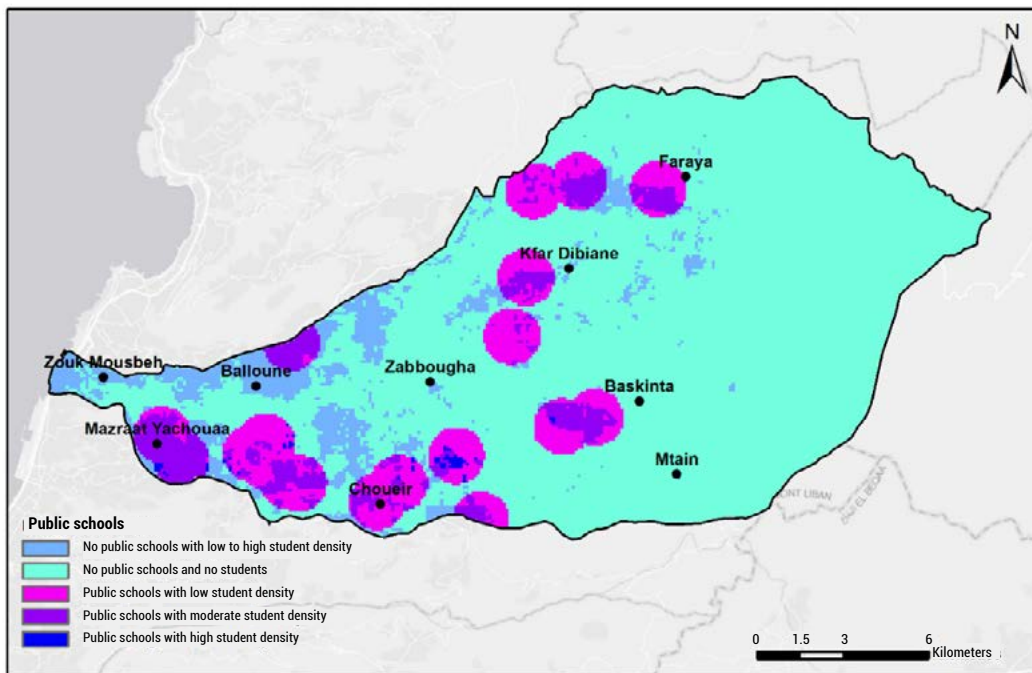 N
Faraya
Kfar Dibiane
Zouk Mousbeh
Balloune
Zabbougha
Baskinta
Mazraat Yachouaa
Mtain
Choueir
MONT LIBAN
Public schools
No public schools with low to high student density
No public schools and no students
Public schools with low student density
Public schools with moderate student density
Public schools with high student density
0 1.5 3 6
Kilometers